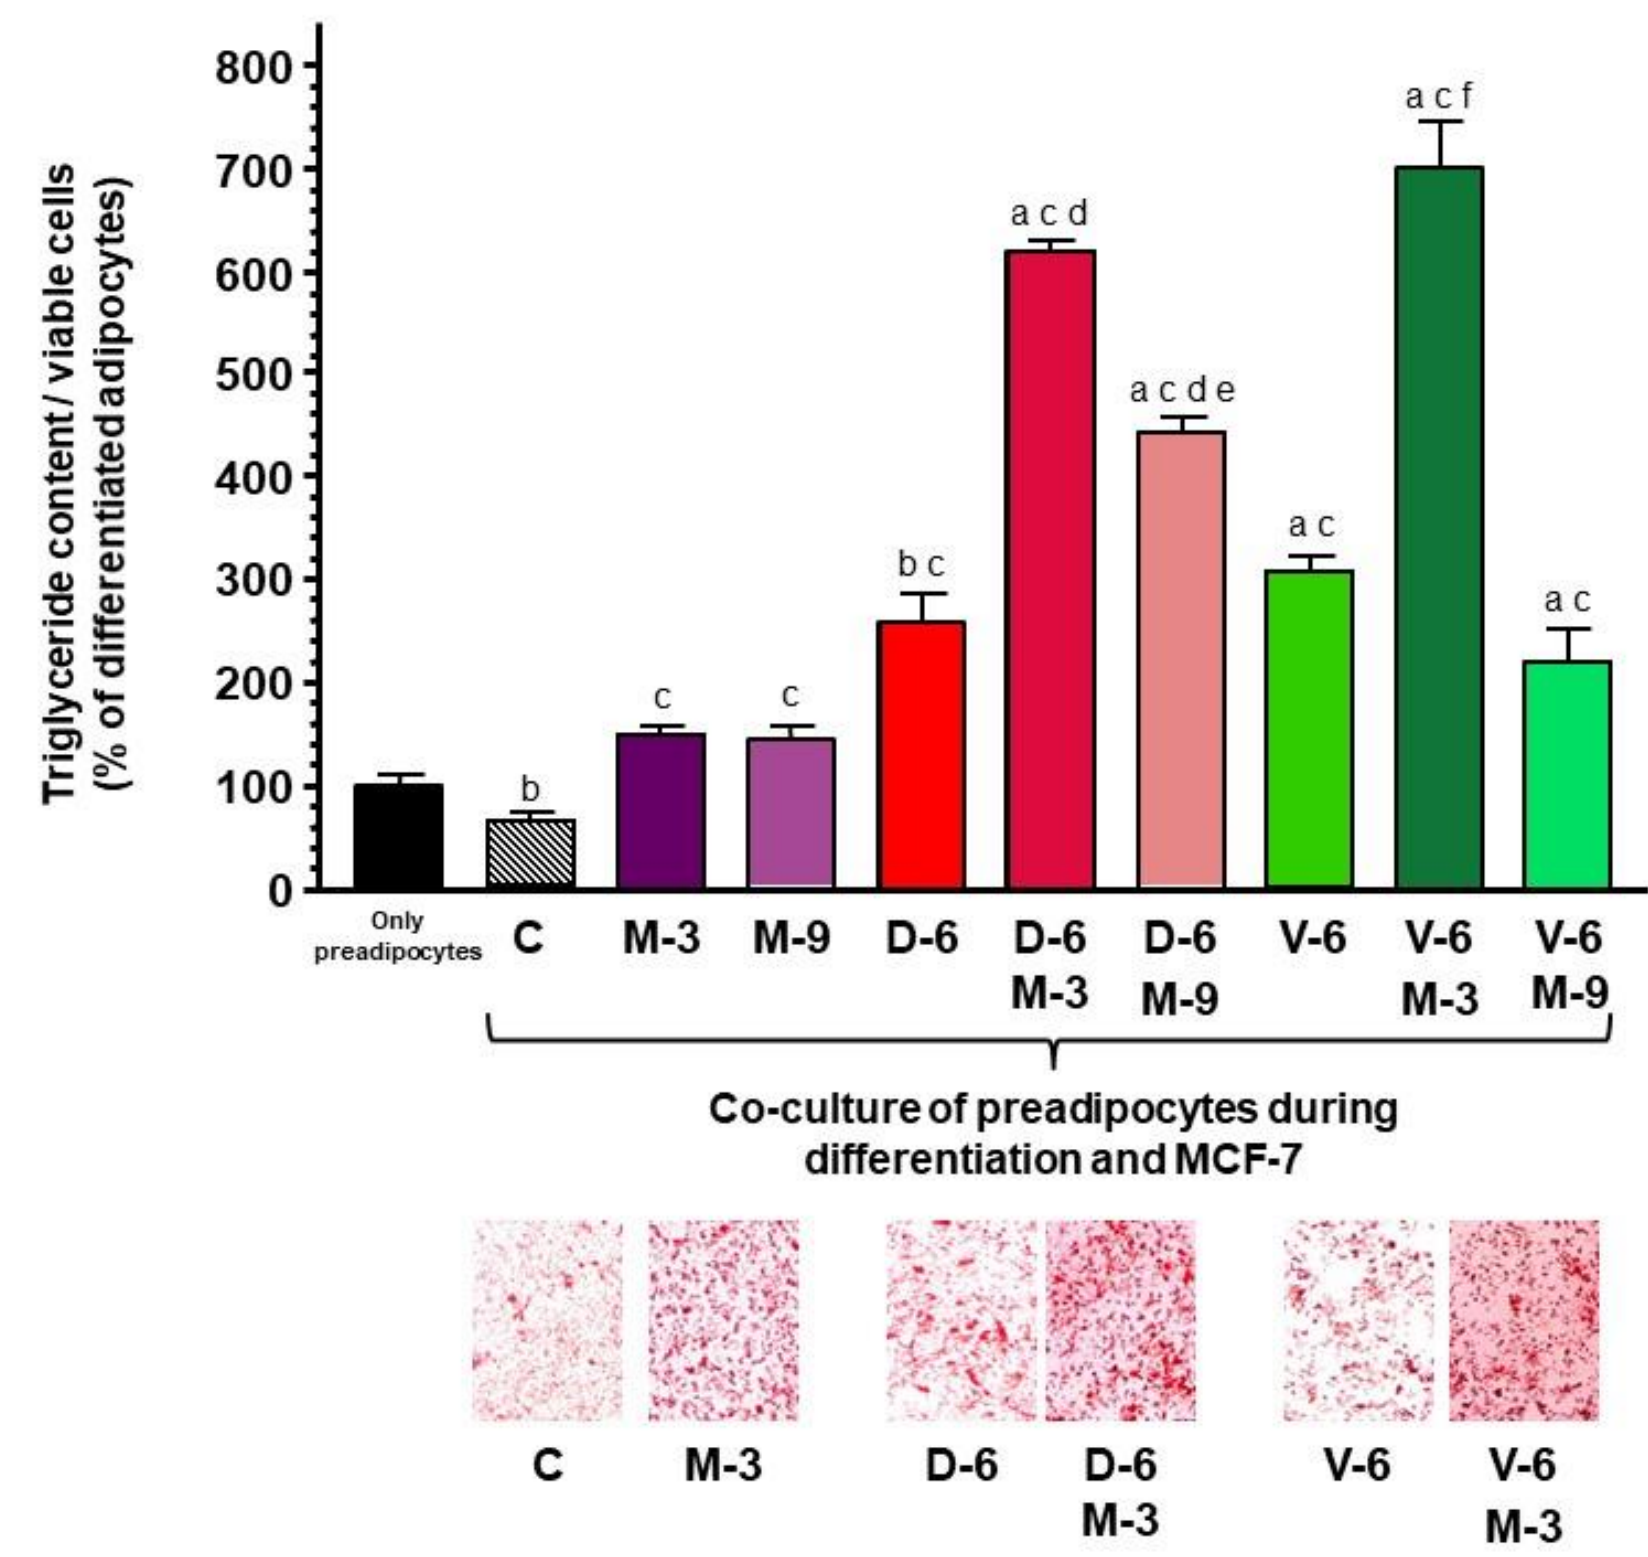 Triglyceride content / viable cells
(% of differentiated adipocytes)
800
700
600
500
400
300
200
100
0
b
c
c
b c
a c d
a c d e
a c
a c f
a c
Only
preadipocytes
C
M-3
M-9
D-6
D-6
M-3
D-6
M-9
V-6
V-6
M-3
V-6
M-9
Co-culture of preadipocytes during
differentiation and MCF-7
C
M-3
D-6
D-6
M-3
V-6
V-6
M-3